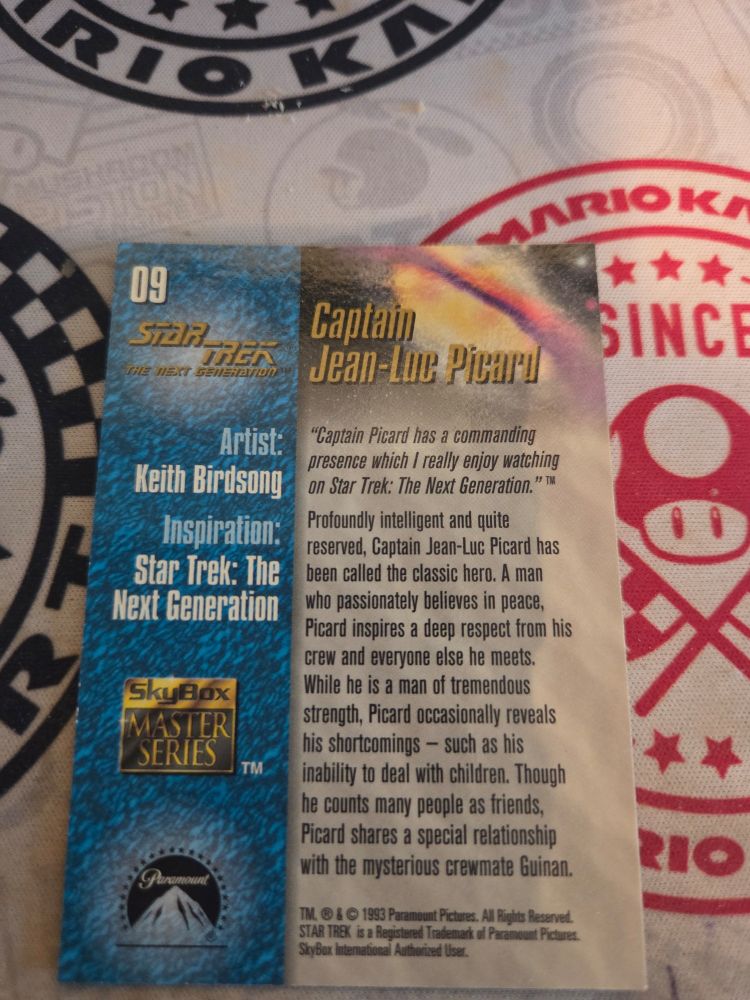 MARIO KA
MUSHROOM
MARIO KA
SINCE
09
STAR TREK
THE NEXT GENERATION
Artist:
Keith Birdsong
Inspiration:
Star Trek: The
Next Generation
SkyBox
MASTER
SERIES
TM
Paramount
®
Captain
Jean-Luc Picard
"Captain Picard has a commanding
presence which I really enjoy watching
on Star Trek: The Next Generation." ™
Profoundly intelligent and quite
reserved, Captain Jean-Luc Picard has
been called the classic hero. A man
who passionately believes in peace,
Picard inspires a deep respect from his
crew and everyone else he meets.
While he is a man of tremendous
strength, Picard occasionally reveals
his shortcomings – such as his
inability to deal with children. Though
he counts many people as friends,
Picard shares a special relationship
with the mysterious crewmate Guinan.
TM, ® & © 1993 Paramount Pictures. All Rights Reserved.
STAR TREK is a Registered Trademark of Paramount Pictures.
SkyBox International Authorized User.
RT
RIO